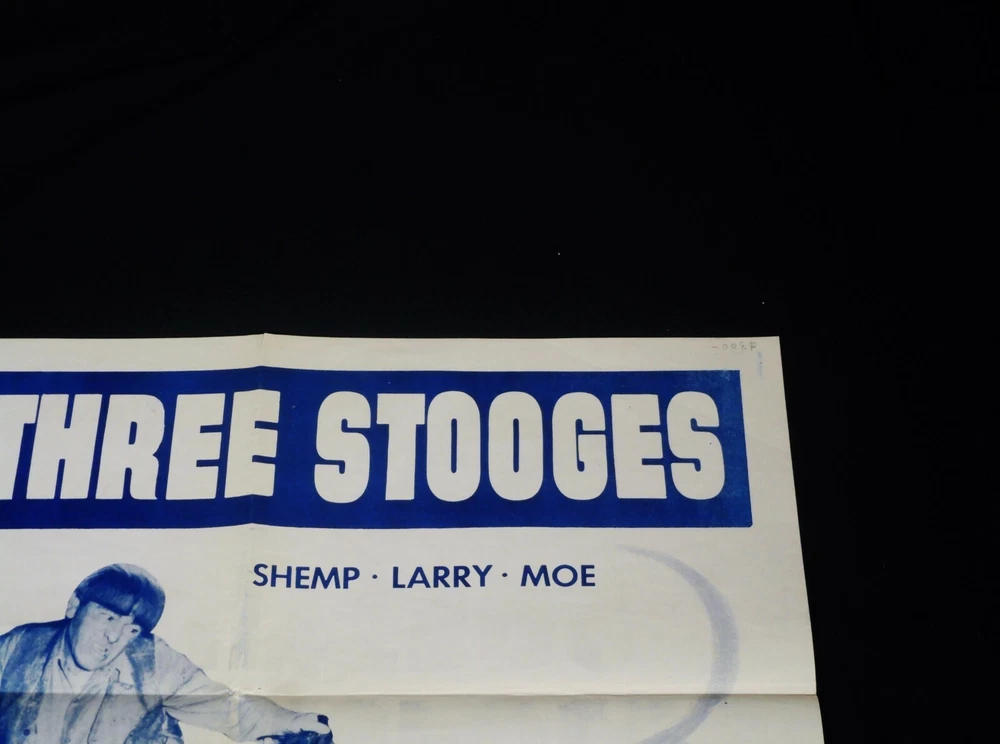 THREE STOOGES
SHEMP · LARRY · MOE